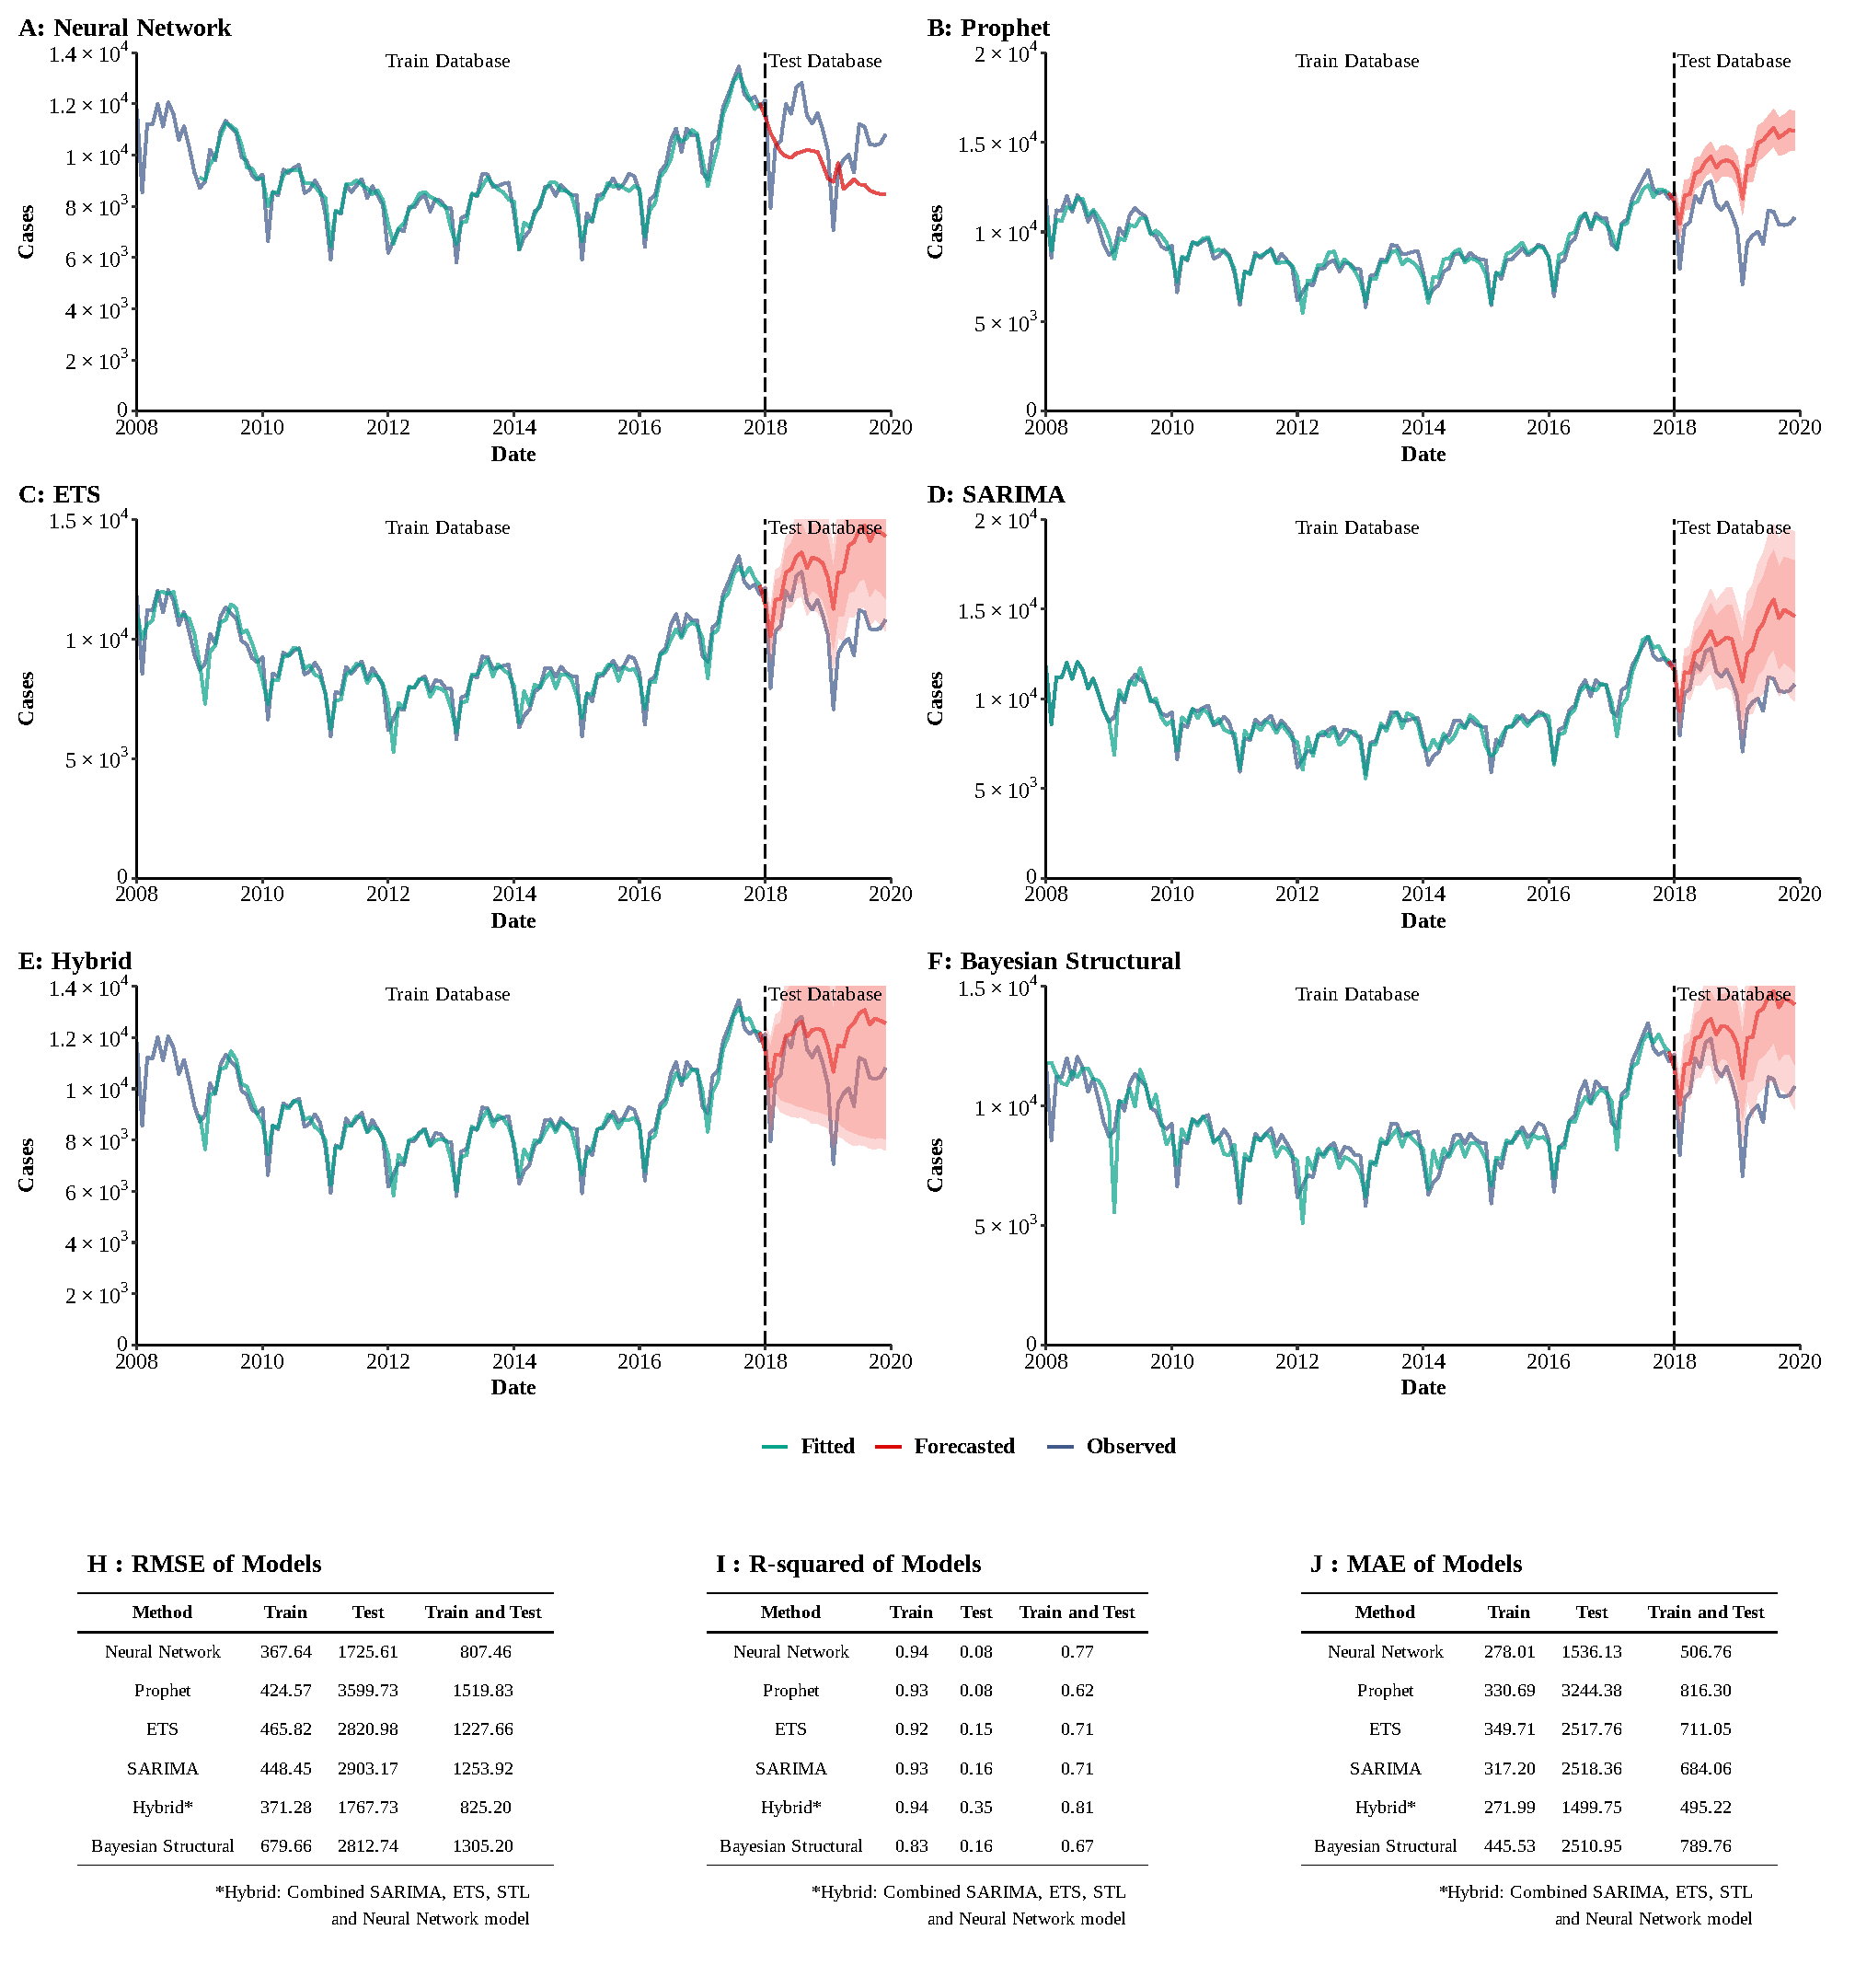 A: Neural Network
1.4 × 10^4
1.2 × 10^4
1 × 10^4
8 × 10^3
6 × 10^3
4 × 10^3
2 × 10^3
0
Cases
Train Database
Test Database
2008 2010 2012 2014 2016 2018 2020
Date
B: Prophet
2 × 10^4
1.5 × 10^4
1 × 10^4
5 × 10^3
0
Cases
Train Database
Test Database
2008 2010 2012 2014 2016 2018 2020
Date
C: ETS
1.5 × 10^4
1 × 10^4
5 × 10^3
0
Cases
Train Database
Test Database
2008 2010 2012 2014 2016 2018 2020
Date
D: SARIMA
2 × 10^4
1.5 × 10^4
1 × 10^4
5 × 10^3
0
Cases
Train Database
Test Database
2008 2010 2012 2014 2016 2018 2020
Date
E: Hybrid
1.4 × 10^4
1.2 × 10^4
1 × 10^4
8 × 10^3
6 × 10^3
4 × 10^3
2 × 10^3
0
Cases
Train Database
Test Database
2008 2010 2012 2014 2016 2018 2020
Date
F: Bayesian Structural
1.5 × 10^4
1 × 10^4
5 × 10^3
0
Cases
Train Database
Test Database
2008 2010 2012 2014 2016 2018 2020
Date
Fitted Forecasted Observed
H : RMSE of Models
Method Train Test Train and Test
Neural Network 367.64 1725.61 807.46
Prophet 424.57 3599.73 1519.83
ETS 465.82 2820.98 1227.66
SARIMA 448.45 2903.17 1253.92
Hybrid* 371.28 1767.73 825.20
Bayesian Structural 679.66 2812.74 1305.20
*Hybrid: Combined SARIMA, ETS, STL
and Neural Network model
I : R-squared of Models
Method Train Test Train and Test
Neural Network 0.94 0.08 0.77
Prophet 0.93 0.08 0.62
ETS 0.92 0.15 0.71
SARIMA 0.93 0.16 0.71
Hybrid* 0.94 0.35 0.81
Bayesian Structural 0.83 0.16 0.67
*Hybrid: Combined SARIMA, ETS, STL
and Neural Network model
J : MAE of Models
Method Train Test Train and Test
Neural Network 278.01 1536.13 506.76
Prophet 330.69 3244.38 816.30
ETS 349.71 2517.76 711.05
SARIMA 317.20 2518.36 684.06
Hybrid* 271.99 1499.75 495.22
Bayesian Structural 445.53 2510.95 789.76
*Hybrid: Combined SARIMA, ETS, STL
and Neural Network model